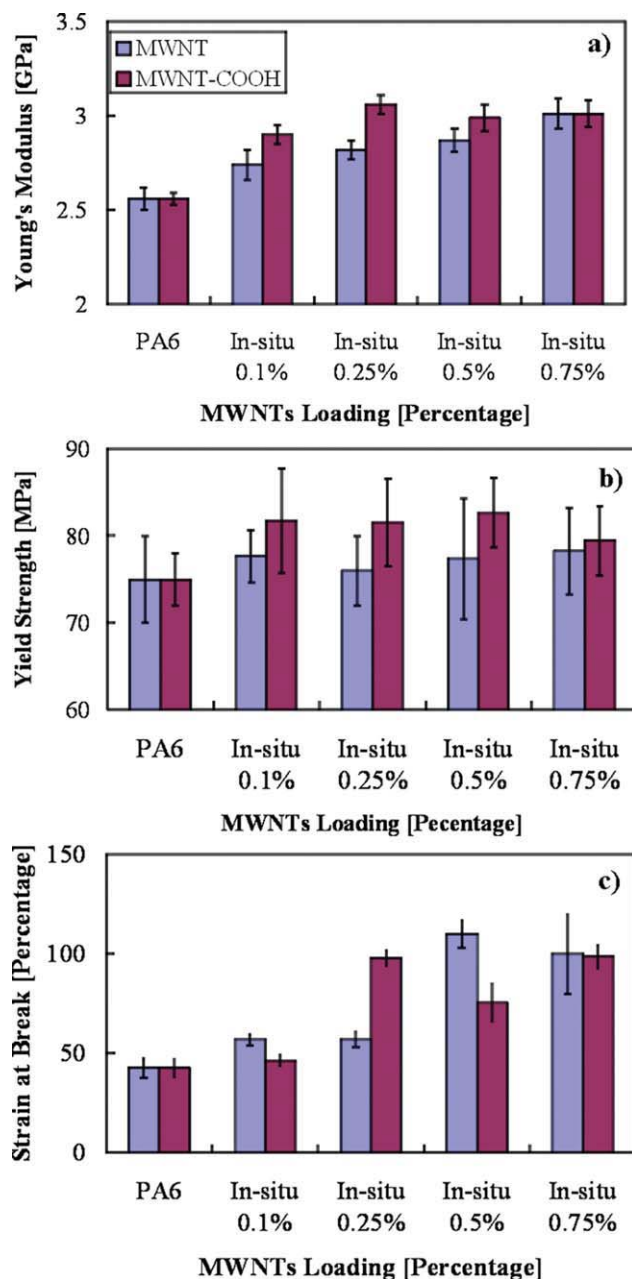 a)
MWNT
MWNT-COOH
Young's Modulus [GPa]
3.5
3
2.5
2
PA6 In-situ In-situ In-situ In-situ
0.1% 0.25% 0.5% 0.75%
MWNTs Loading [Percentage]
b)
Yield Strength [MPa]
90
80
70
60
PA6 In-situ In-situ In-situ In-situ
0.1% 0.25% 0.5% 0.75%
MWNTs Loading [Pecentage]
c)
Strain at Break [Percentage]
150
100
50
0
PA6 In-situ In-situ In-situ In-situ
0.1% 0.25% 0.5% 0.75%
MWNTs Loading [Percentage]